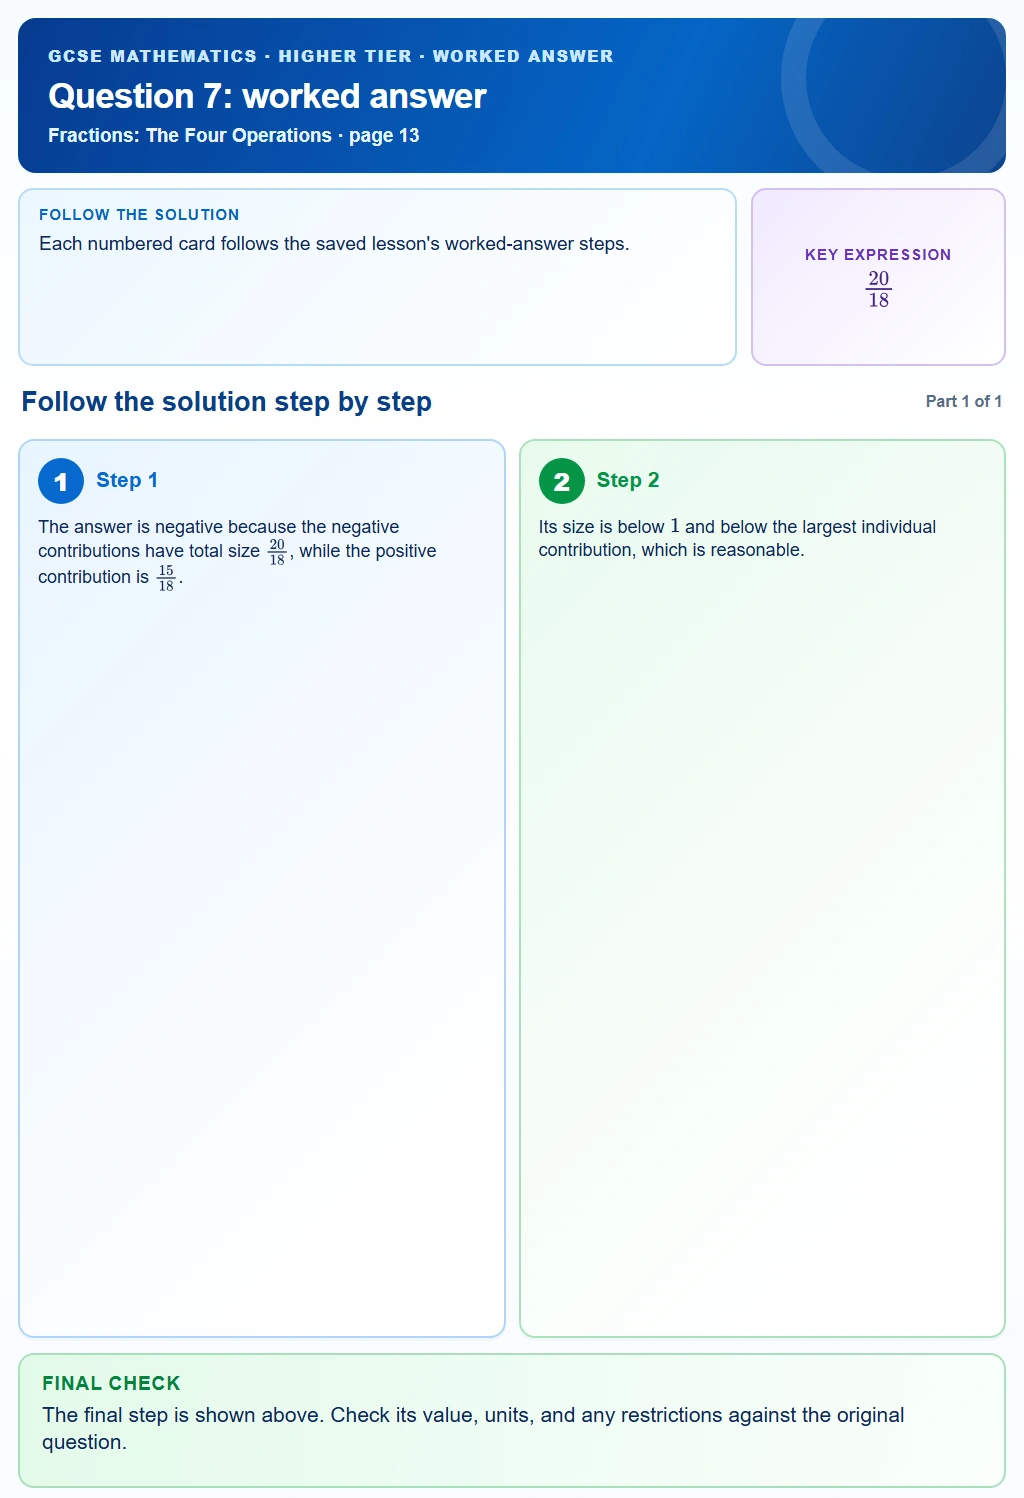 GCSE MATHEMATICS · HIGHER TIER · WORKED ANSWER
Question 7: worked answer
Fractions: The Four Operations · page 13
FOLLOW THE SOLUTION
Each numbered card follows the saved lesson's worked-answer steps.
KEY EXPRESSION
20/18
Follow the solution step by step
Part 1 of 1
1 Step 1
The answer is negative because the negative
contributions have total size 20/18, while the positive
contribution is 15/18.
2 Step 2
Its size is below 1 and below the largest individual
contribution, which is reasonable.
FINAL CHECK
The final step is shown above. Check its value, units, and any restrictions against the original
question.